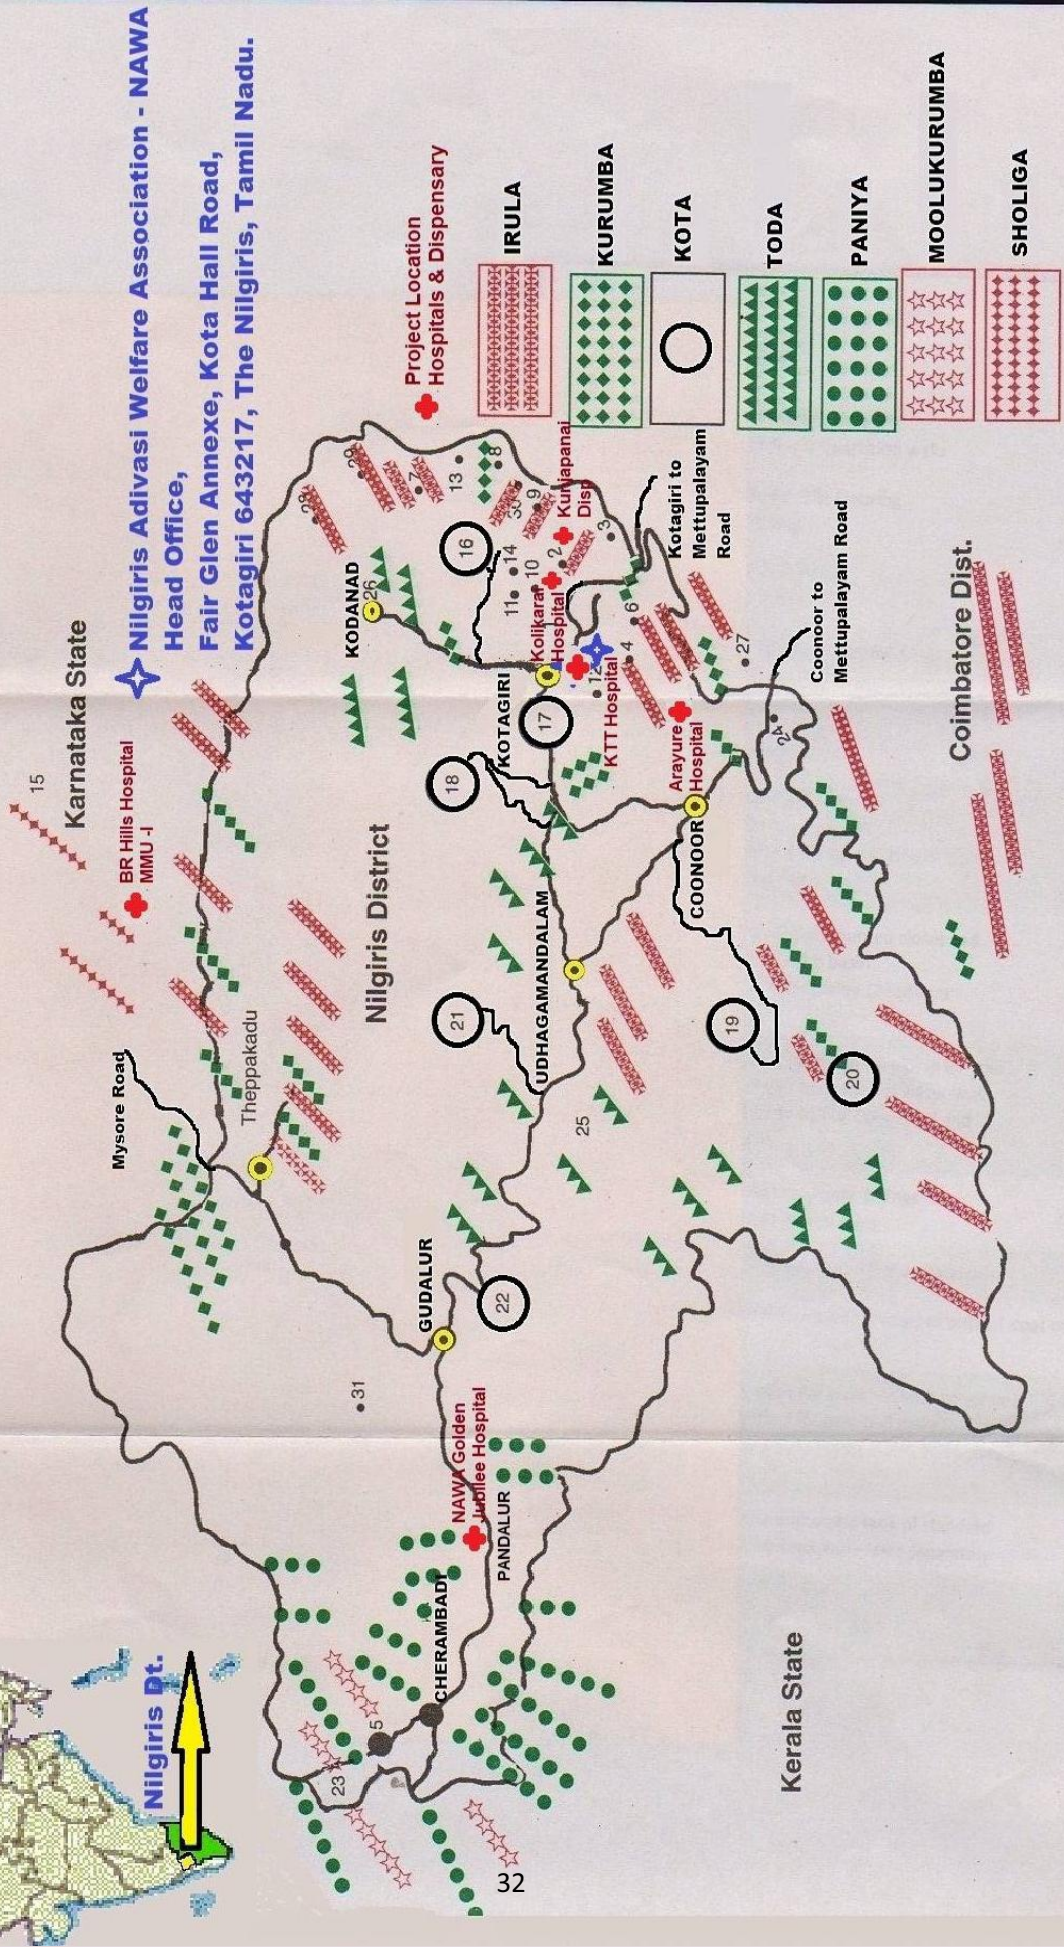 Nilgiris Adivasi Welfare Association - NAWA
Head Office,
Fair Glen Annexe, Kota Hall Road,
Kotagiri 643217, The Nilgiris, Tamil Nadu.
Nilgiris Dt.
Karnataka State
15
BR Hills Hospital
MMU -I
Mysore Road
Theppakadu
Nilgiris District
KODANAD
26
28
29
7
13
8
30
9
16
14
11
10
2
3
Kolikarai
Hospital
Kunjapanai
Disp
Project Location
Hospitals & Dispensary
IRULA
KURUMBA
KOTA
TODA
PANIYA
MOOLUKURUMBA
SHOLIGA
31
GUDALUR
22
21
UDHAGAMANDALAM
18
KOTAGIRI
17
12
KTT Hospital
4
6
Kotagiri to
Mettupalayam
Road
NAWA Golden
Jubilee Hospital
PANDALUR
CHERAMBADI
5
23
25
Arayure
Hospital
COONOOR
27
24
Coonoor to
Mettupalayam Road
19
20
Coimbatore Dist.
Kerala State
32